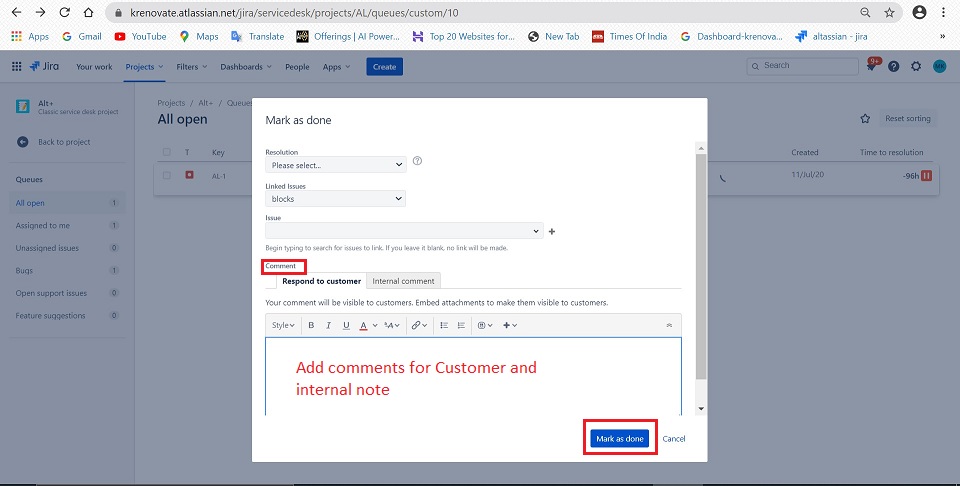 krenovate.atlassian.net/jira/servicedesk/projects/AL/queues/custom/10
Apps Gmail YouTube Maps Translate Offerings | AI Power... Top 20 Websites for... New Tab Times Of India Dashboard-krenova... altassian - jira »
Jira Your work Projects Filters Dashboards People Apps Create Search 9+
Alt+
Classic service desk project
Back to project
Queues
All open 1
Assigned to me 1
Unassigned issues 0
Bugs 1
Open support issues 0
Feature suggestions 0
Projects / Alt+ / Queues
All open
Reset sorting
T Key Created Time to resolution
AL-1 11/Jul/20 -96h
Mark as done
Resolution
Please select...
Linked Issues
blocks
Issue
Begin typing to search for issues to link. If you leave it blank, no link will be made.
Comment
Respond to customer Internal comment
Your comment will be visible to customers. Embed attachments to make them visible to customers.
Style B I U A
Add comments for Customer and
internal note
Mark as done Cancel